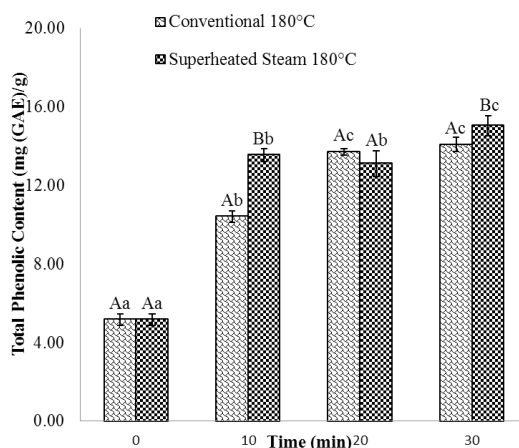 20.00
16.00
12.00
8.00
4.00
0.00
Total Phenolic Content (mg (GAE)/g)
Conventional 180°C
Superheated Steam 180°C
Aa Aa
Ab Bb
Ac Ab
Ac Bc
0 10 20 30
Time (min)